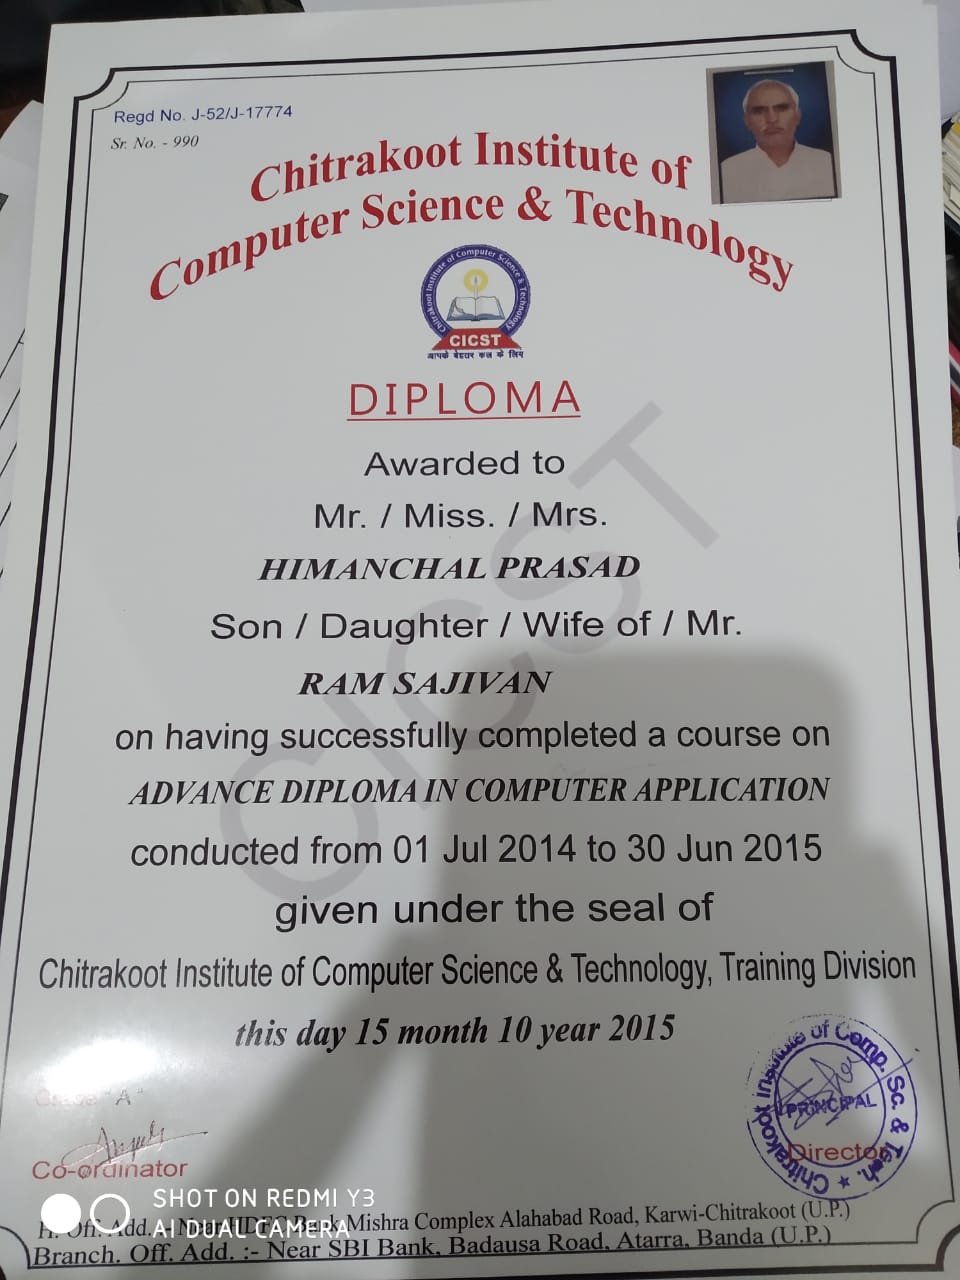 Regd No. J-52/J-17774
Sr. No. - 990
Chitrakoot Institute of
Computer Science & Technology
Chitrakoot Institute of Computer Science & Technology
CICST
आपके बेहतर कल के लिए
DIPLOMA
Awarded to
Mr. / Miss. / Mrs.
HIMANCHAL PRASAD
Son / Daughter / Wife of / Mr.
RAM SAJIVAN
on having successfully completed a course on
ADVANCE DIPLOMA IN COMPUTER APPLICATION
conducted from 01 Jul 2014 to 30 Jun 2015
given under the seal of
Chitrakoot Institute of Computer Science & Technology, Training Division
this day 15 month 10 year 2015
CICST
Grade "A"
Chitrakoot Institute of Comp. Sc. & Tech.
PRINCIPAL
Director
Co-ordinator
SHOT ON REDMI Y3
AI DUAL CAMERA
H. Off. Add. Mishra Complex Alahabad Road, Karwi-Chitrakoot (U.P.)
Branch. Off. Add. :- Near SBI Bank, Badausa Road, Atarra, Banda (U.P.)